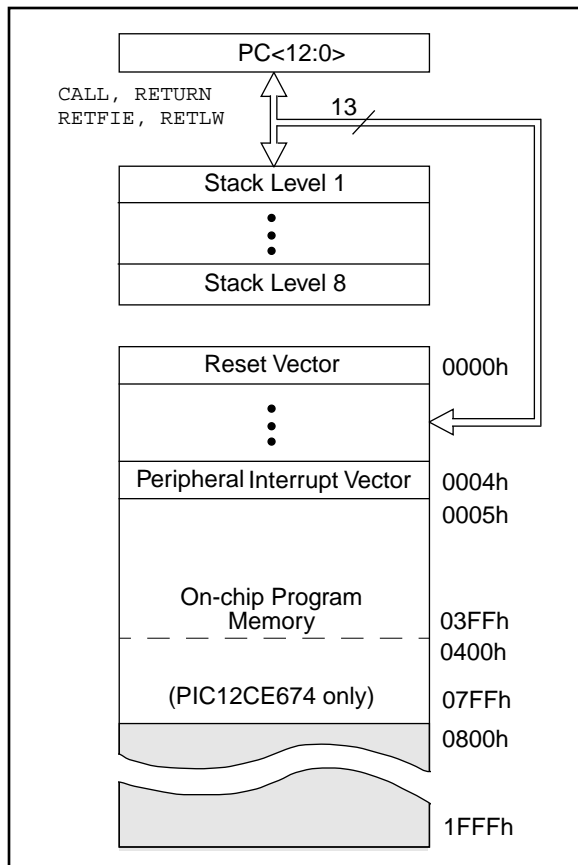 PC<12:0>
CALL, RETURN
RETFIE, RETLW
13
Stack Level 1
Stack Level 8
Reset Vector
0000h
Peripheral Interrupt Vector
0004h
0005h
On-chip Program
Memory
03FFh
0400h
(PIC12CE674 only)
07FFh
0800h
1FFFh